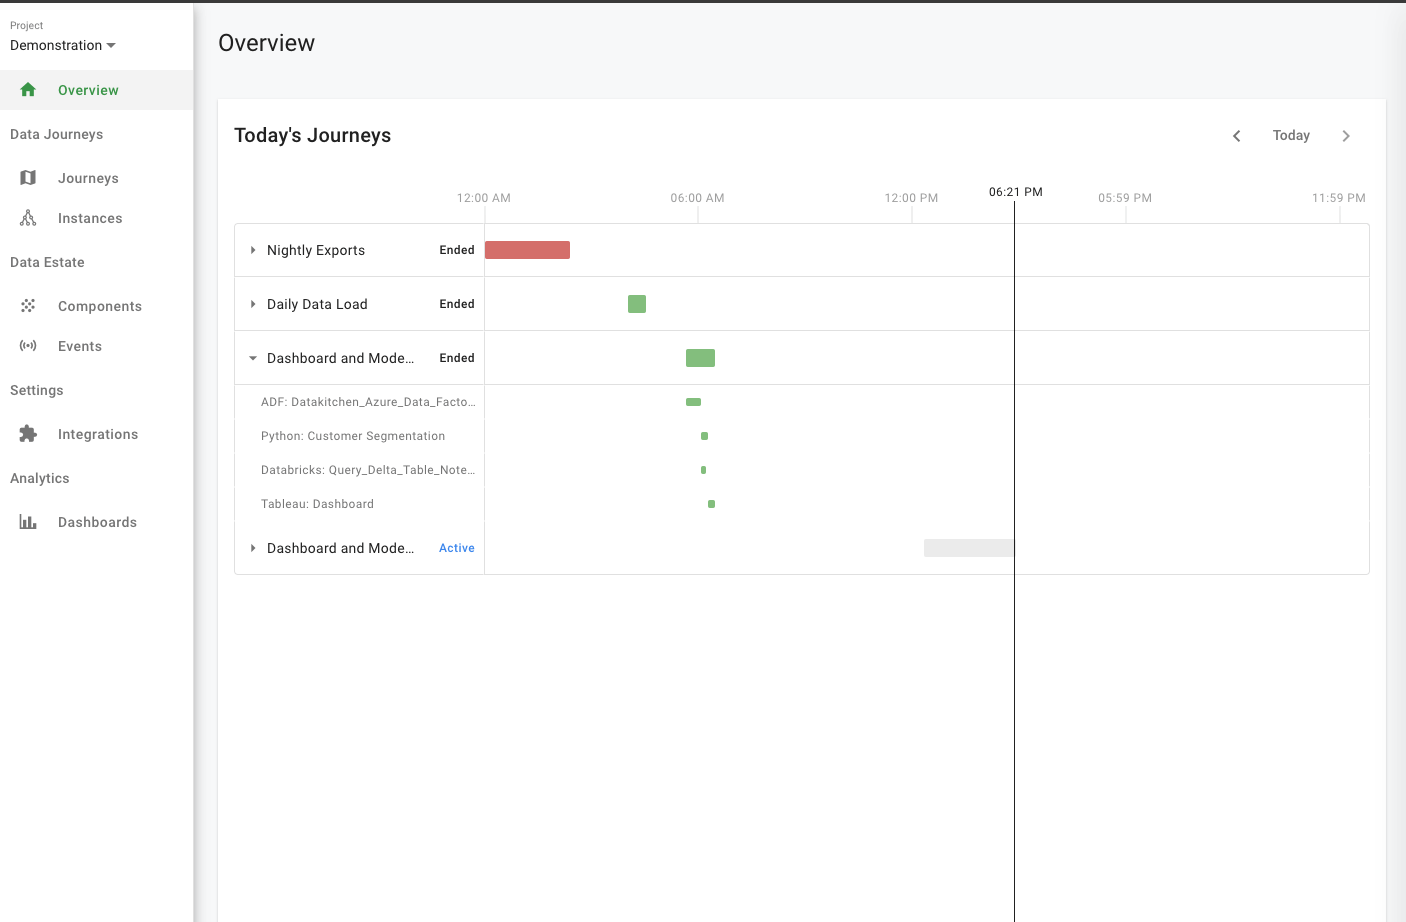 Project
Demonstration
Overview
Data Journeys
Journeys
Instances
Data Estate
Components
Events
Settings
Integrations
Analytics
Dashboards
Overview
Today's Journeys
Today
12:00 AM
06:00 AM
12:00 PM
06:21 PM
05:59 PM
11:59 PM
Nightly Exports Ended
Daily Data Load Ended
Dashboard and Mode... Ended
ADF: Datakitchen_Azure_Data_Facto...
Python: Customer Segmentation
Databricks: Query_Delta_Table_Note...
Tableau: Dashboard
Dashboard and Mode... Active